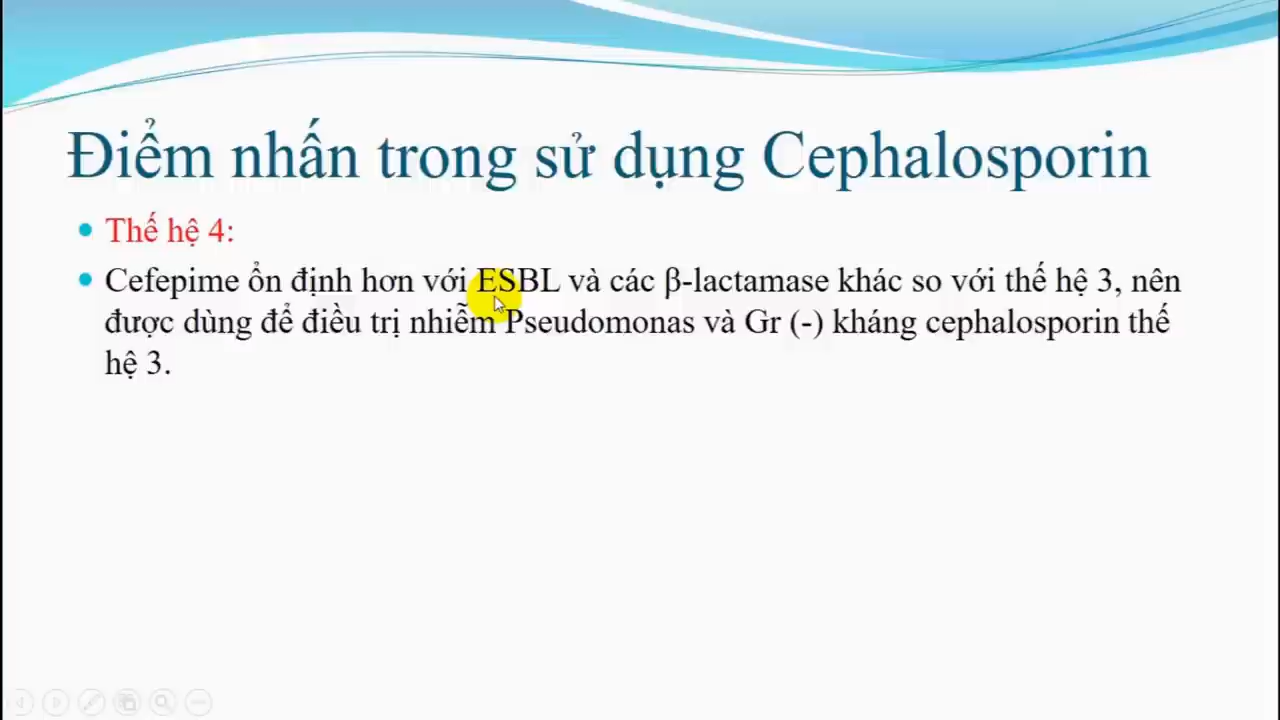 Điểm nhấn trong sử dụng Cephalosporin
Thế hệ 4:
Cefepime ổn định hơn với ESBL và các β-lactamase khác so với thế hệ 3, nên
được dùng để điều trị nhiễm Pseudomonas và Gr (-) kháng cephalosporin thế
hệ 3.